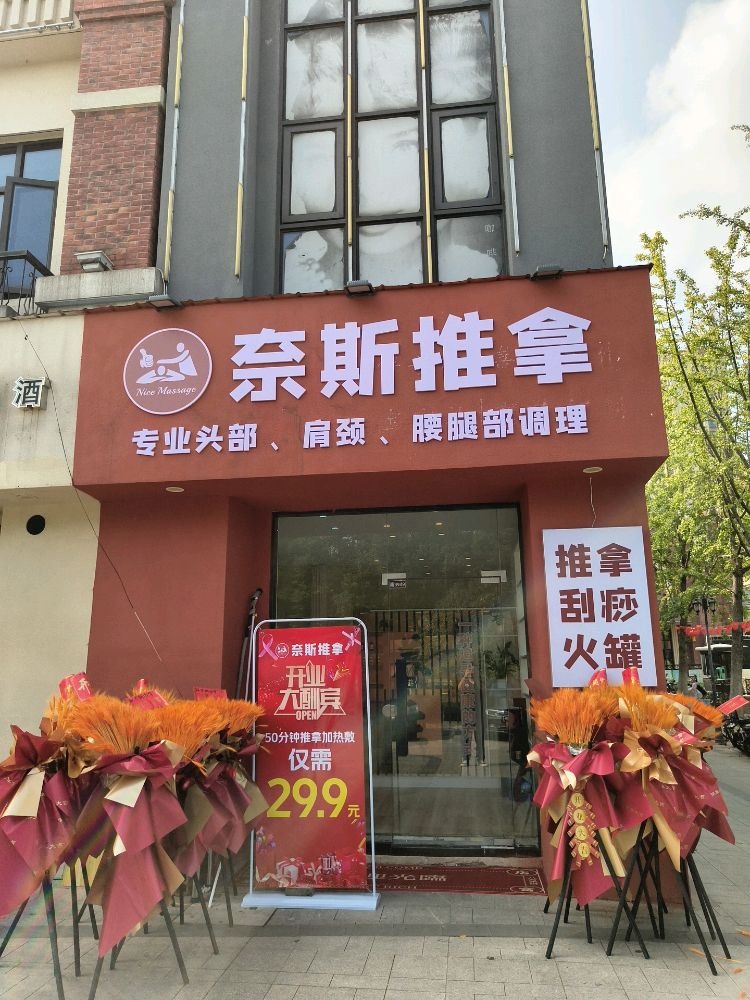 奈斯推拿
Nice Massage
专业头部、肩颈、腰腿部调理
酒
推拿
刮痧
火罐
奈斯推拿
开业
大酬宾
OPEN
50分钟推拿加热敷
仅需
29.9元